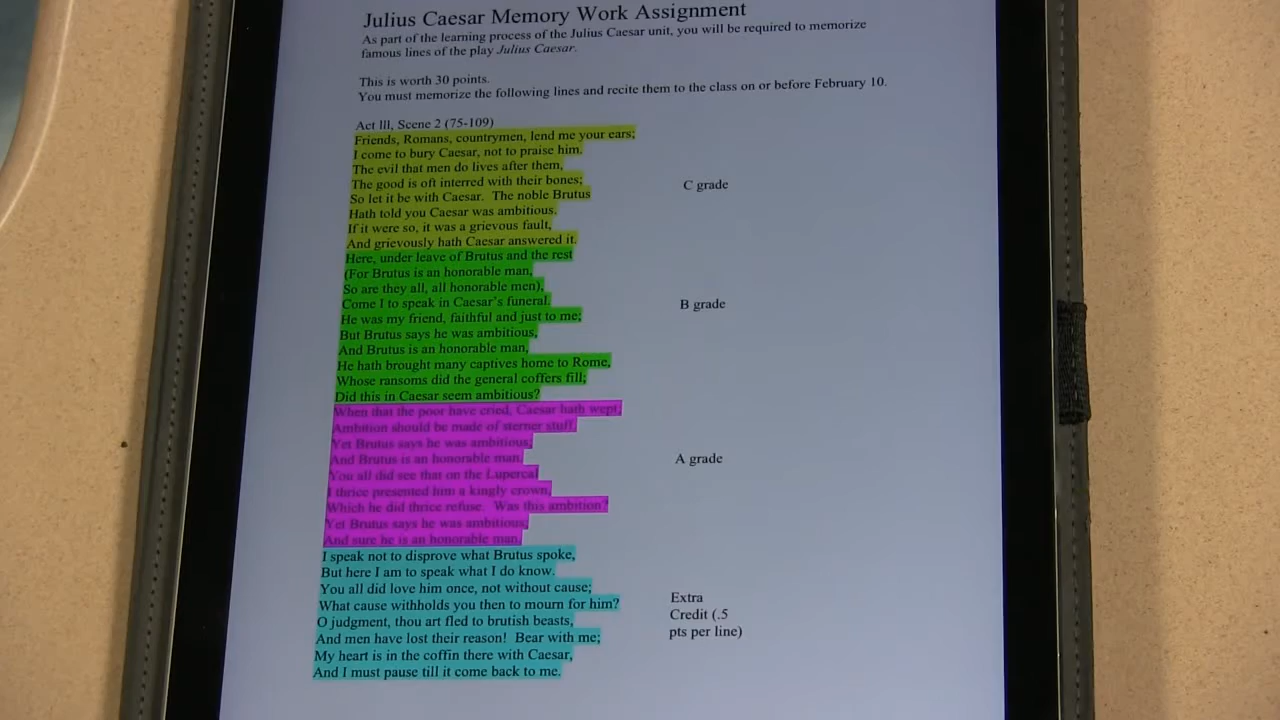 Julius Caesar Memory Work Assignment
As part of the learning process of the Julius Caesar unit, you will be required to memorize
famous lines of the play Julius Caesar.
This is worth 30 points.
You must memorize the following lines and recite them to the class on or before February 10.
Act III, Scene 2 (75-109)
Friends, Romans, countrymen, lend me your ears;
I come to bury Caesar, not to praise him.
The evil that men do lives after them,
The good is oft interred with their bones;
C grade
So let it be with Caesar.  The noble Brutus
Hath told you Caesar was ambitious.
If it were so, it was a grievous fault,
And grievously hath Caesar answered it.
Here, under leave of Brutus and the rest
(For Brutus is an honorable man,
So are they all, all honorable men),
Come I to speak in Caesar's funeral.
B grade
He was my friend, faithful and just to me;
But Brutus says he was ambitious,
And Brutus is an honorable man,
He hath brought many captives home to Rome,
Whose ransoms did the general coffers fill;
Did this in Caesar seem ambitious?
When that the poor have cried, Caesar hath wept;
Ambition should be made of sterner stuff.
Yet Brutus says he was ambitious;
And Brutus is an honorable man.
A grade
You all did see that on the Lupercal
I thrice presented him a kingly crown,
Which he did thrice refuse.  Was this ambition?
Yet Brutus says he was ambitious,
And sure he is an honorable man.
I speak not to disprove what Brutus spoke,
But here I am to speak what I do know.
You all did love him once, not without cause;
What cause withholds you then to mourn for him?
O judgment, thou art fled to brutish beasts,
And men have lost their reason!  Bear with me;
My heart is in the coffin there with Caesar,
And I must pause till it come back to me.
Extra
Credit (.5
pts per line)